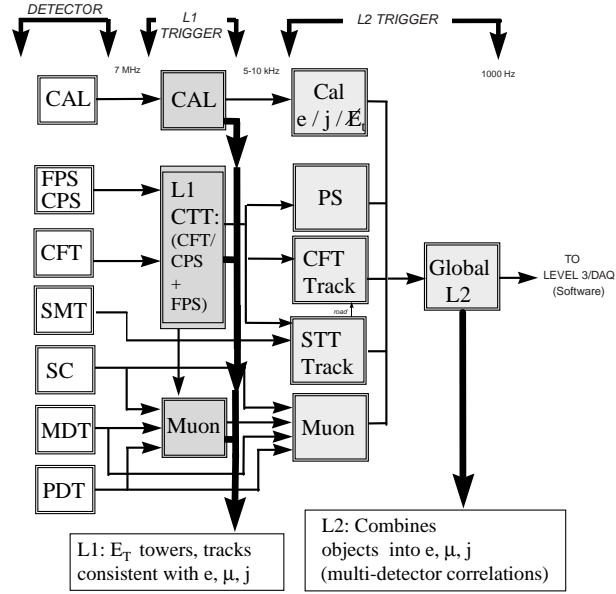 DETECTOR
L1
TRIGGER
L2 TRIGGER
7 MHz
5-10 kHz
1000 Hz
CAL
CAL
Cal
e / j / E̸t
FPS
CPS
L1
CTT:
(CFT/
CPS
+
FPS)
PS
CFT
CFT
Track
Global
L2
TO
LEVEL 3/DAQ
(Software)
SMT
road
STT
Track
SC
MDT
Muon
Muon
PDT
L1: ET towers, tracks
consistent with e, μ, j
L2: Combines
objects into e, μ, j
(multi-detector correlations)